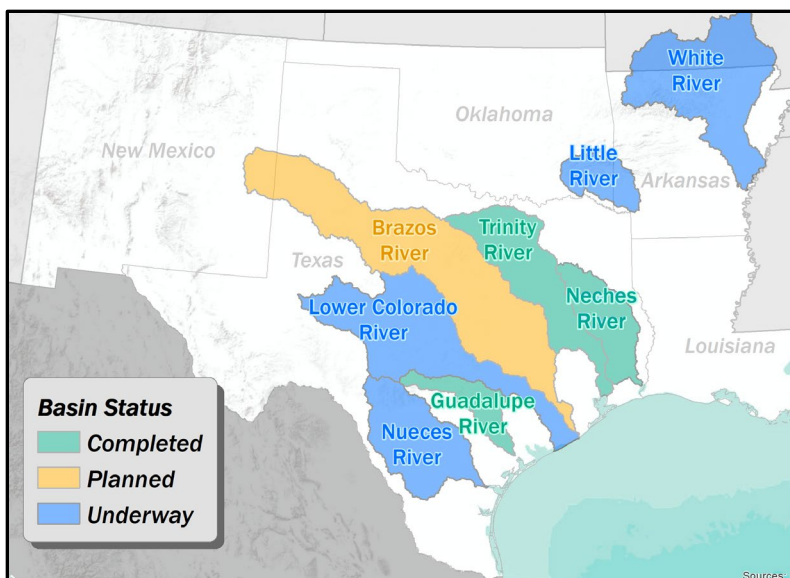 White
River
Oklahoma
New Mexico
Little
River
Arkansas
Brazos
River
Trinity
River
Texas
Neches
River
Lower Colorado
River
Louisiana
Guadalupe
River
Nueces
River
Basin Status
Completed
Planned
Underway
Sources: